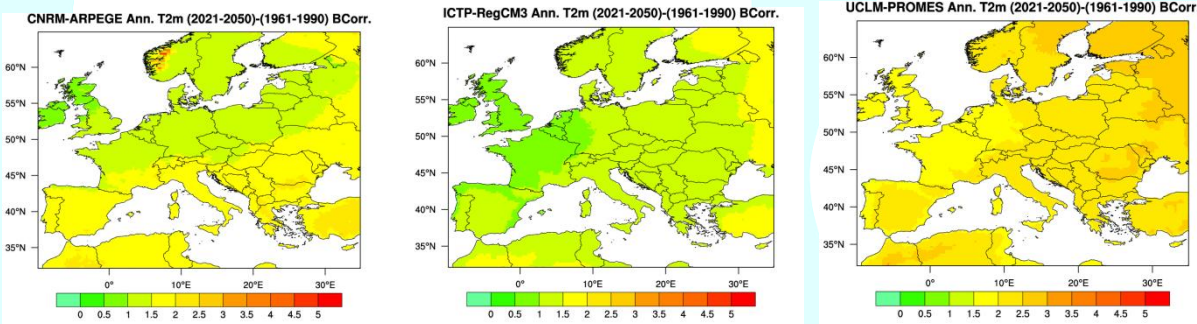 CNRM-ARPEGE Ann. T2m (2021-2050)-(1961-1990) BCorr.
60°N
55°N
50°N
45°N
40°N
35°N
0°
10°E
20°E
30°E
0 0.5 1 1.5 2 2.5 3 3.5 4 4.5 5
ICTP-RegCM3 Ann. T2m (2021-2050)-(1961-1990) BCorr.
60°N
55°N
50°N
45°N
40°N
35°N
0°
10°E
20°E
30°E
0 0.5 1 1.5 2 2.5 3 3.5 4 4.5 5
UCLM-PROMES Ann. T2m (2021-2050)-(1961-1990) BCorr.
60°N
55°N
50°N
45°N
40°N
35°N
0°
10°E
20°E
30°E
0 0.5 1 1.5 2 2.5 3 3.5 4 4.5 5